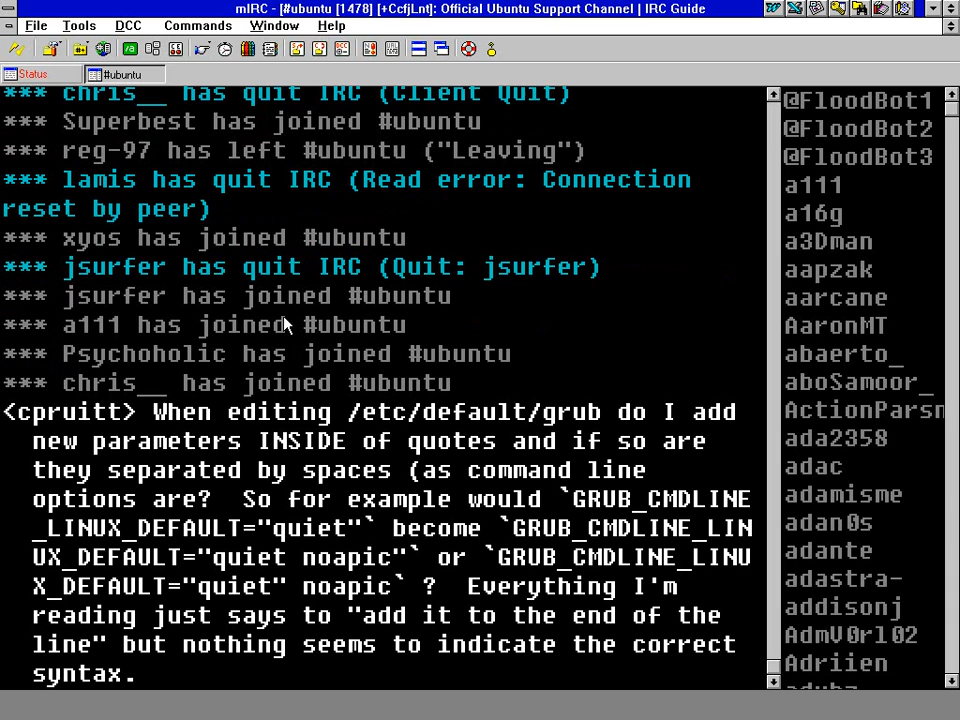 mIRC - [#ubuntu [1478] [+CcfjLnt]: Official Ubuntu Support Channel | IRC Guide
File Tools DCC Commands Window Help
Status #ubuntu
*** chris__ has quit IRC (Client Quit)
*** Superbest has joined #ubuntu
*** reg-97 has left #ubuntu ("Leaving")
*** lamis has quit IRC (Read error: Connection
reset by peer)
*** xyos has joined #ubuntu
*** jsurfer has quit IRC (Quit: jsurfer)
*** jsurfer has joined #ubuntu
*** a111 has joined #ubuntu
*** Psychoholic has joined #ubuntu
*** chris__ has joined #ubuntu
<cpruitt> When editing /etc/default/grub do I add
new parameters INSIDE of quotes and if so are
they separated by spaces (as command line
options are?  So for example would `GRUB_CMDLINE
_LINUX_DEFAULT="quiet"` become `GRUB_CMDLINE_LIN
UX_DEFAULT="quiet noapic"` or `GRUB_CMDLINE_LINU
X_DEFAULT="quiet" noapic` ?  Everything I'm
reading just says to "add it to the end of the
line" but nothing seems to indicate the correct
syntax.
@FloodBot1
@FloodBot2
@FloodBot3
a111
a16g
a3Dman
aapzak
aarcane
AaronMT
abaerto_
aboSamoor_
ActionParsn
ada2358
adac
adamisme
adan0s
adante
adastra-
addisonj
AdmV0rl02
Adriien